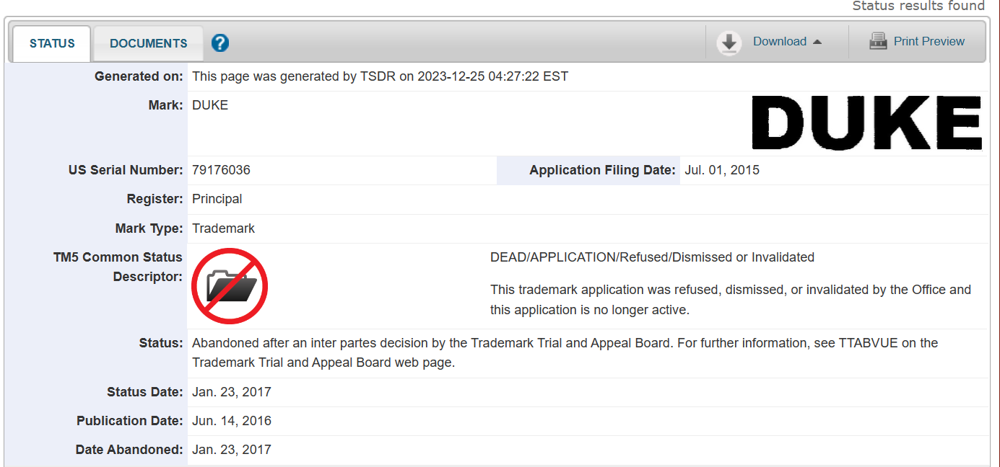 Status results found
STATUS
DOCUMENTS
?
Download
Print Preview
Generated on: This page was generated by TSDR on 2023-12-25 04:27:22 EST
Mark: DUKE
DUKE
US Serial Number: 79176036 Application Filing Date: Jul. 01, 2015
Register: Principal
Mark Type: Trademark
TM5 Common Status
Descriptor:
DEAD/APPLICATION/Refused/Dismissed or Invalidated
This trademark application was refused, dismissed, or invalidated by the Office and
this application is no longer active.
Status: Abandoned after an inter partes decision by the Trademark Trial and Appeal Board. For further information, see TTABVUE on the
Trademark Trial and Appeal Board web page.
Status Date: Jan. 23, 2017
Publication Date: Jun. 14, 2016
Date Abandoned: Jan. 23, 2017